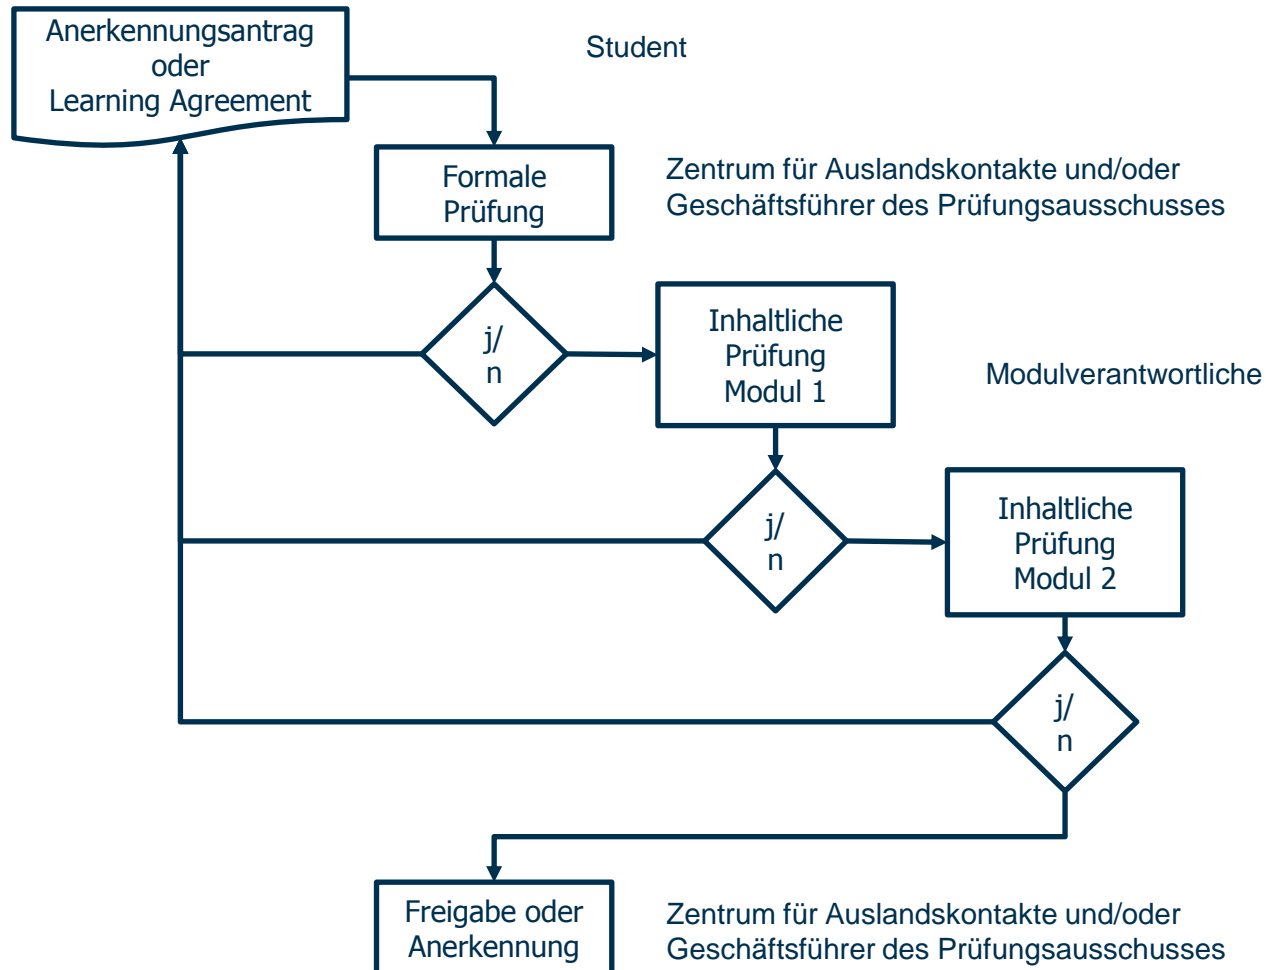 Anerkennungsantrag
oder
Learning Agreement
Student
Formale
Prüfung
Zentrum für Auslandskontakte und/oder
Geschäftsführer des Prüfungsausschusses
j/
n
Inhaltliche
Prüfung
Modul 1
Modulverantwortliche
j/
n
Inhaltliche
Prüfung
Modul 2
j/
n
Freigabe oder
Anerkennung
Zentrum für Auslandskontakte und/oder
Geschäftsführer des Prüfungsausschusses